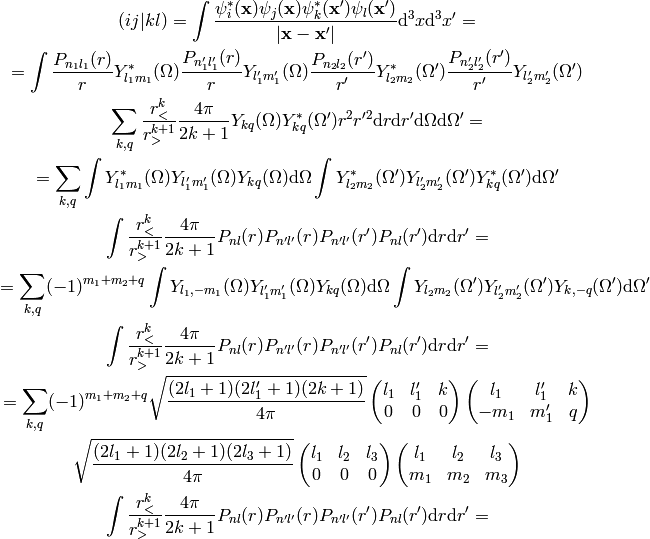 $(ij|kl) = \int \frac{\psi_i^*(\mathbf{x})\psi_j(\mathbf{x})\psi_k^*(\mathbf{x}')\psi_l(\mathbf{x}')}{|\mathbf{x}-\mathbf{x}'|} \mathrm{d}^3x\mathrm{d}^3x' =$
$= \int \frac{P_{n_1l_1}(r)}{r} Y_{l_1m_1}^*(\Omega) \frac{P_{n_1'l_1'}(r)}{r} Y_{l_1'm_1'}(\Omega) \frac{P_{n_2l_2}(r')}{r'} Y_{l_2m_2}^*(\Omega') \frac{P_{n_2'l_2'}(r')}{r'} Y_{l_2'm_2'}(\Omega')$
$\sum_{k,q} \frac{r_<^k}{r_>^{k+1}} \frac{4\pi}{2k+1} Y_{kq}(\Omega) Y_{kq}^*(\Omega') r^2 r'^2 \mathrm{d}r\mathrm{d}r'\mathrm{d}\Omega\mathrm{d}\Omega' =$
$= \sum_{k,q} \int Y_{l_1m_1}^*(\Omega) Y_{l_1'm_1'}(\Omega) Y_{kq}(\Omega) \mathrm{d}\Omega \int Y_{l_2m_2}^*(\Omega') Y_{l_2'm_2'}(\Omega') Y_{kq}^*(\Omega') \mathrm{d}\Omega'$
$\int \frac{r_<^k}{r_>^{k+1}} \frac{4\pi}{2k+1} P_{nl}(r) P_{n'l'}(r) P_{n'l'}(r') P_{nl}(r') \mathrm{d}r\mathrm{d}r' =$
$= \sum_{k,q} (-1)^{m_1+m_2+q} \int Y_{l_1,-m_1}(\Omega) Y_{l_1'm_1'}(\Omega) Y_{kq}(\Omega) \mathrm{d}\Omega \int Y_{l_2m_2}(\Omega') Y_{l_2'm_2'}(\Omega') Y_{k,-q}(\Omega') \mathrm{d}\Omega'$
$\int \frac{r_<^k}{r_>^{k+1}} \frac{4\pi}{2k+1} P_{nl}(r) P_{n'l'}(r) P_{n'l'}(r') P_{nl}(r') \mathrm{d}r\mathrm{d}r' =$
$= \sum_{k,q} (-1)^{m_1+m_2+q} \sqrt{\frac{(2l_1+1)(2l_1'+1)(2k+1)}{4\pi}} \begin{pmatrix} l_1 & l_1' & k \\ 0 & 0 & 0 \end{pmatrix} \begin{pmatrix} l_1 & l_1' & k \\ -m_1 & m_1' & q \end{pmatrix}$
$\sqrt{\frac{(2l_1+1)(2l_2+1)(2l_3+1)}{4\pi}} \begin{pmatrix} l_1 & l_2 & l_3 \\ 0 & 0 & 0 \end{pmatrix} \begin{pmatrix} l_1 & l_2 & l_3 \\ m_1 & m_2 & m_3 \end{pmatrix}$
$\int \frac{r_<^k}{r_>^{k+1}} \frac{4\pi}{2k+1} P_{nl}(r) P_{n'l'}(r) P_{n'l'}(r') P_{nl}(r') \mathrm{d}r\mathrm{d}r' =$